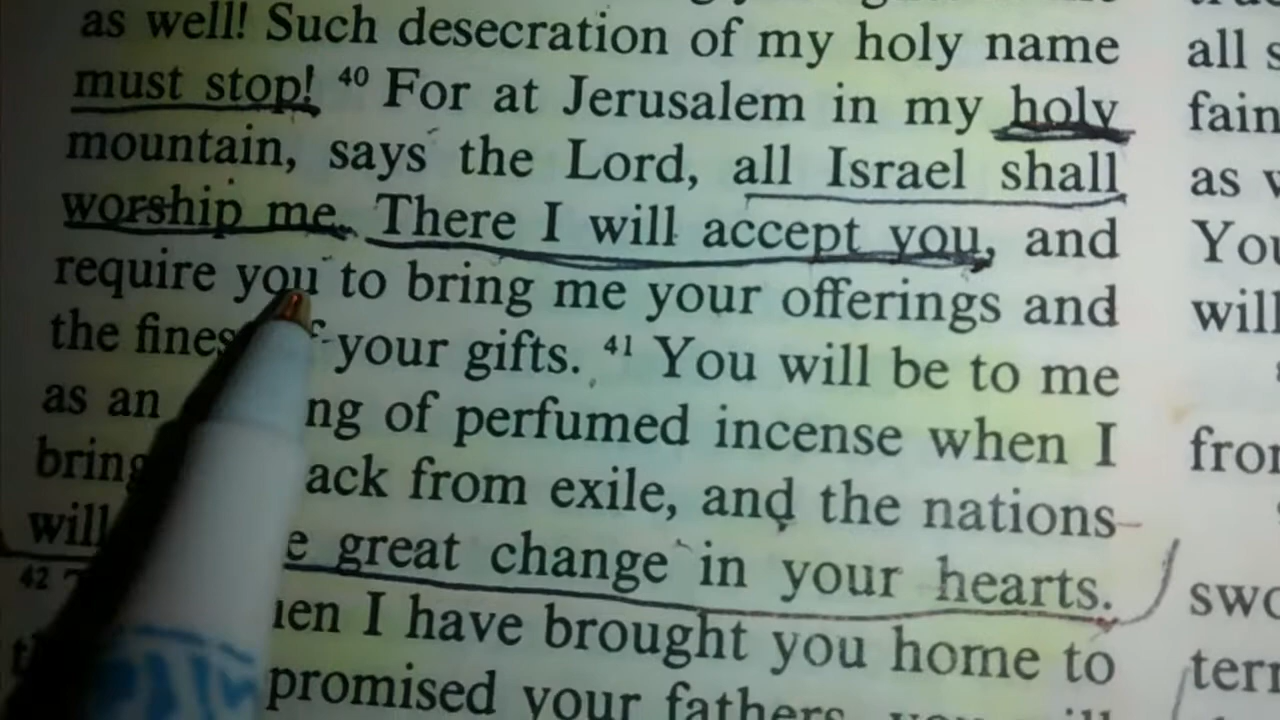 as well! Such desecration of my holy name
must stop! 40 For at Jerusalem in my holy
mountain, says the Lord, all Israel shall
worship me. There I will accept you, and
require you to bring me your offerings and
the fines your gifts. 41 You will be to me
as an ng of perfumed incense when I
bring ack from exile, and the nations
will e great change in your hearts.
42 en I have brought you home to
promised your fathers, you will
all s
fain
as w
You
will
from
swo
terr